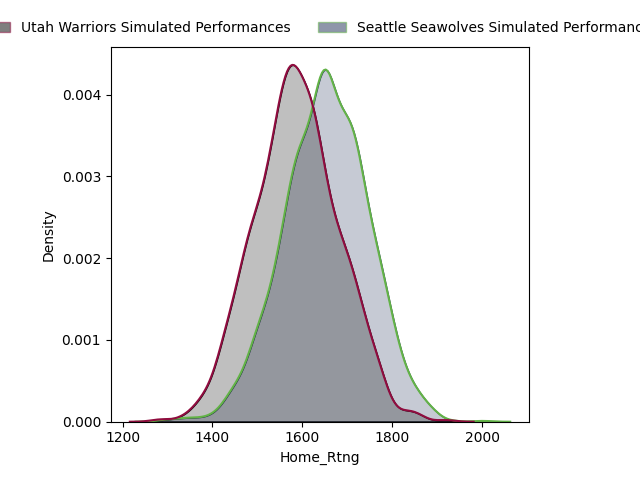 Utah Warriors Simulated Performances
Seattle Seawolves Simulated
Density
0.004
0.003
0.002
0.001
0.000
1200 1400 1600 1800 2000
Home_Rtng